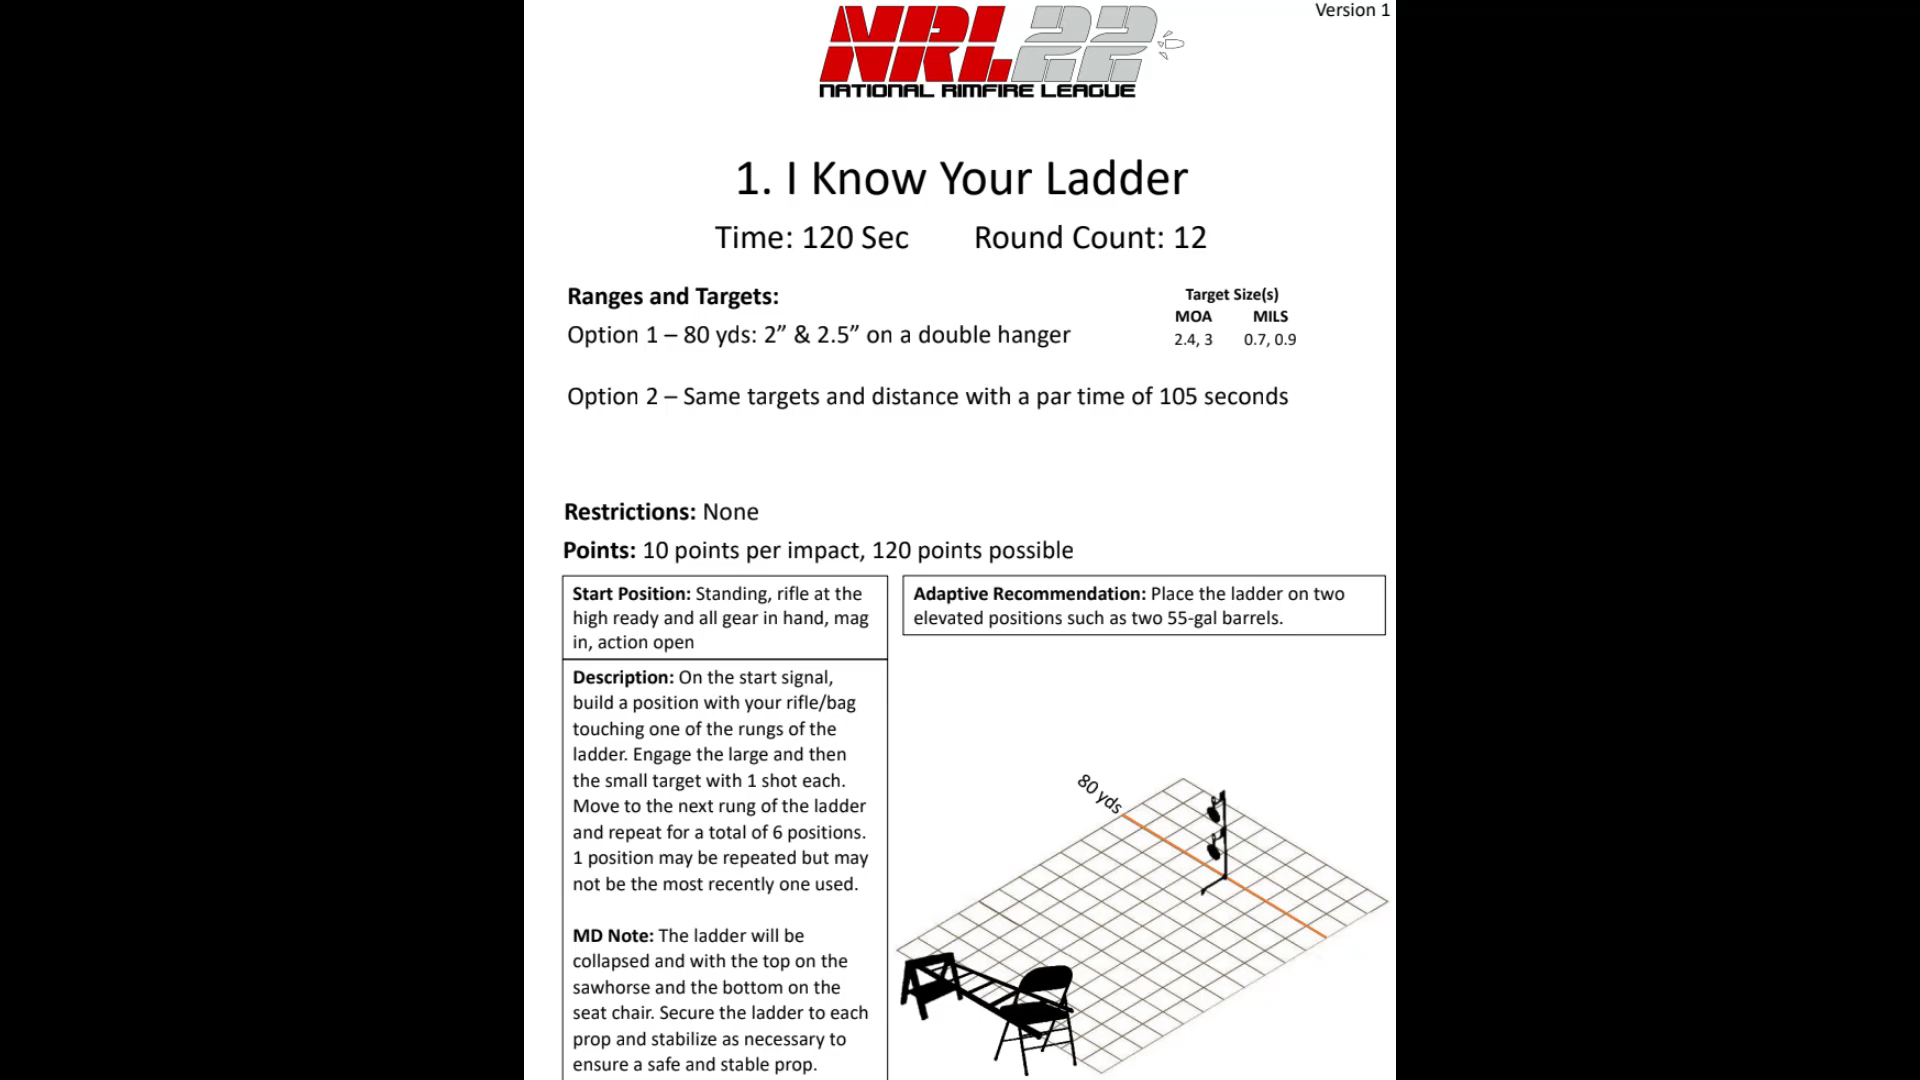 Version 1
NRL22
NATIONAL RIMFIRE LEAGUE
1. I Know Your Ladder
Time: 120 Sec Round Count: 12
Ranges and Targets:
Option 1 – 80 yds: 2” & 2.5” on a double hanger
Target Size(s)
MOA MILS
2.4, 3 0.7, 0.9
Option 2 – Same targets and distance with a par time of 105 seconds
Restrictions: None
Points: 10 points per impact, 120 points possible
Start Position: Standing, rifle at the
high ready and all gear in hand, mag
in, action open
Adaptive Recommendation: Place the ladder on two
elevated positions such as two 55-gal barrels.
Description: On the start signal,
build a position with your rifle/bag
touching one of the rungs of the
ladder. Engage the large and then
the small target with 1 shot each.
Move to the next rung of the ladder
and repeat for a total of 6 positions.
1 position may be repeated but may
not be the most recently one used.
MD Note: The ladder will be
collapsed and with the top on the
sawhorse and the bottom on the
seat chair. Secure the ladder to each
prop and stabilize as necessary to
ensure a safe and stable prop.
80 yds